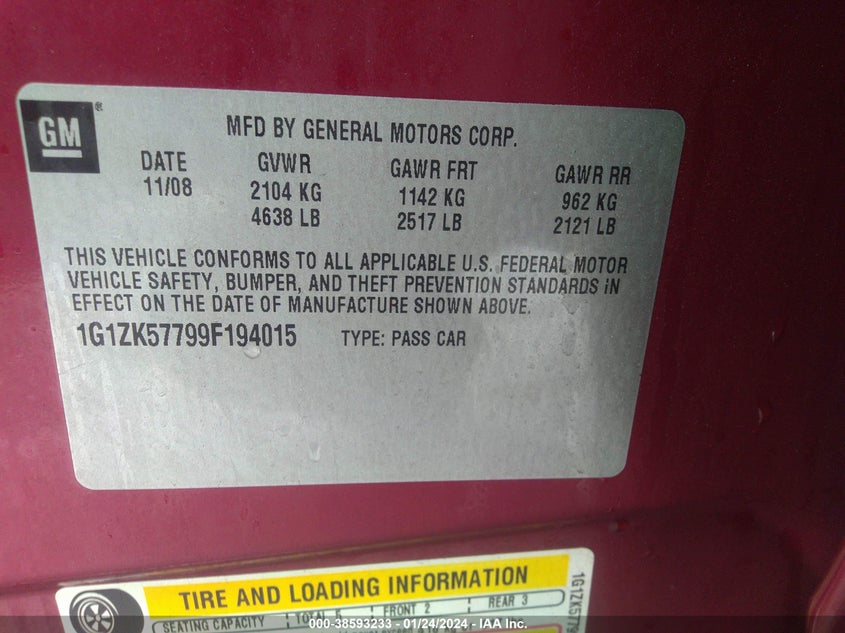 GM®
MFD BY GENERAL MOTORS CORP.
DATE GVWR GAWR FRT GAWR RR
11/08 2104 KG 1142 KG 962 KG
4638 LB 2517 LB 2121 LB
THIS VEHICLE CONFORMS TO ALL APPLICABLE U.S. FEDERAL MOTOR
VEHICLE SAFETY, BUMPER, AND THEFT PREVENTION STANDARDS IN
EFFECT ON THE DATE OF MANUFACTURE SHOWN ABOVE.
1G1ZK57799F194015 TYPE: PASS CAR
TIRE AND LOADING INFORMATION
SEATING CAPACITY TOTAL 5 FRONT 2 REAR 3
1G1ZK5779
000-38593233 - 01/24/2024 - IAA Inc.